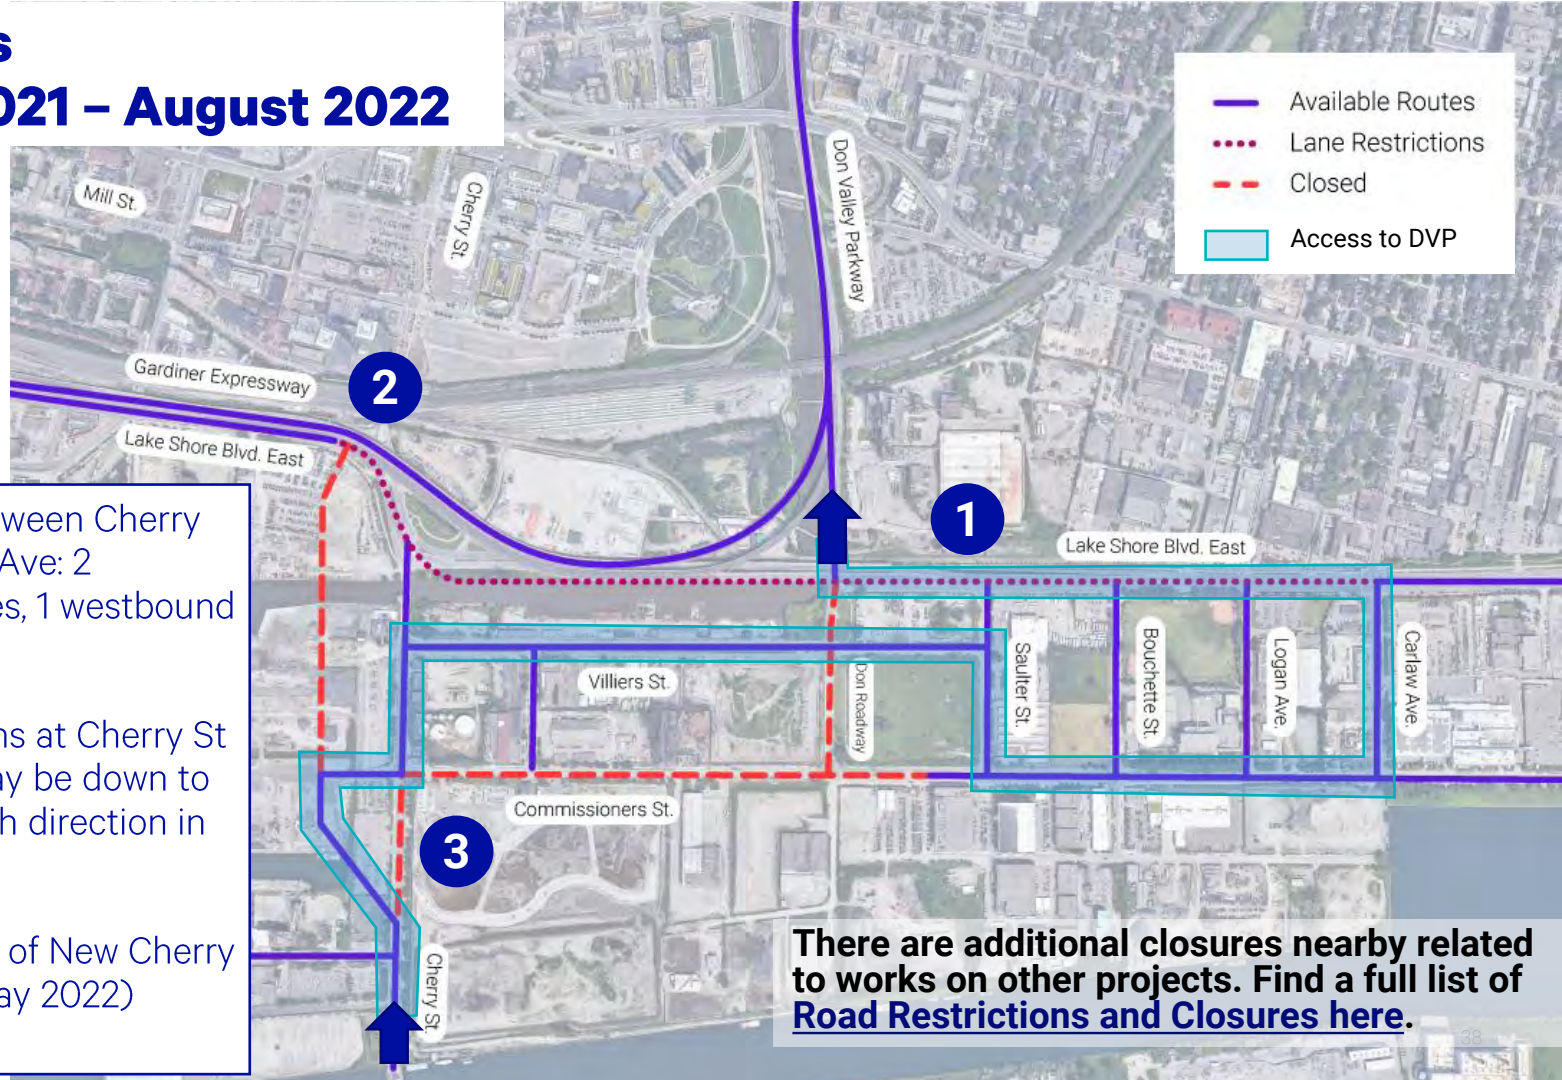 s
021 – August 2022
Available Routes
Lane Restrictions
Closed
Access to DVP
Mill St.
Cherry St.
Don Valley Parkway
Gardiner Expressway
2
Lake Shore Blvd. East
1
Lake Shore Blvd. East
ween Cherry
Ave: 2
es, 1 westbound
ns at Cherry St
ay be down to
h direction in
of New Cherry
ay 2022)
Villiers St.
Don Roadway
Saulter St.
Bouchette St.
Logan Ave.
Carlaw Ave.
Commissioners St.
3
Cherry St.
There are additional closures nearby related
to works on other projects. Find a full list of
Road Restrictions and Closures here.
38